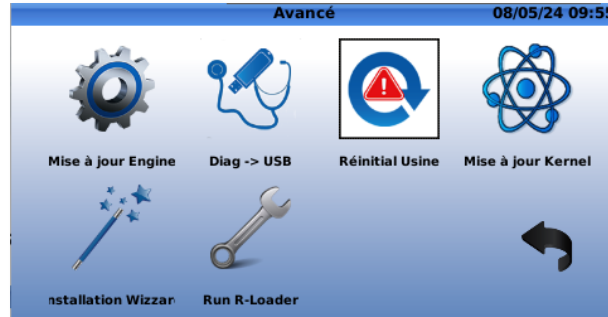 Avancé 08/05/24 09:55
Mise à jour Engine Diag -> USB Réinitial Usine Mise à jour Kernel
nstallation Wizzar Run R-Loader